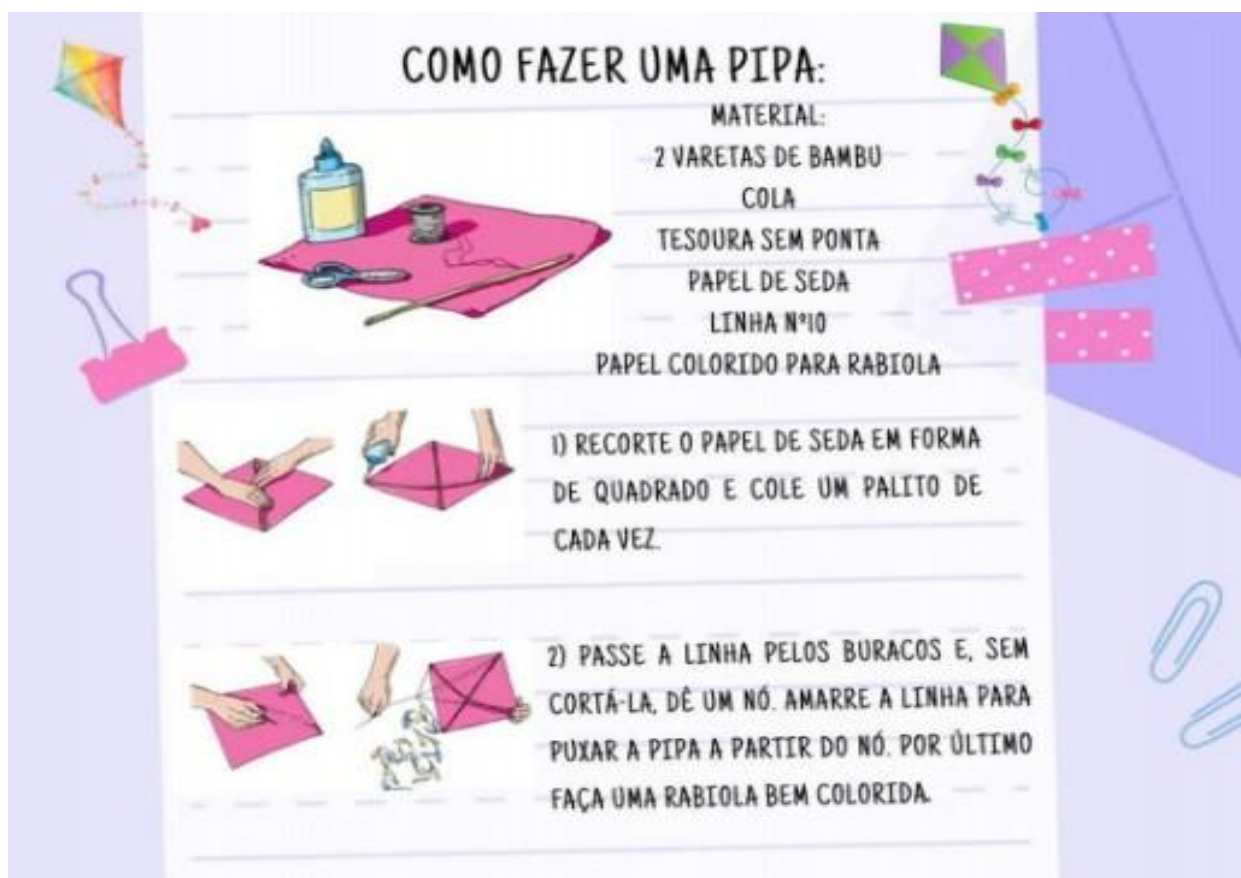 COMO FAZER UMA PIPA:
MATERIAL:
2 VARETAS DE BAMBU
COLA
TESOURA SEM PONTA
PAPEL DE SEDA
LINHA Nº10
PAPEL COLORIDO PARA RABIOLA
1) RECORTE O PAPEL DE SEDA EM FORMA
DE QUADRADO E COLE UM PALITO DE
CADA VEZ.
2) PASSE A LINHA PELOS BURACOS E, SEM
CORTÁ-LA, DÊ UM NÓ. AMARRE A LINHA PARA
PUXAR A PIPA A PARTIR DO NÓ. POR ÚLTIMO
FAÇA UMA RABIOLA BEM COLORIDA.